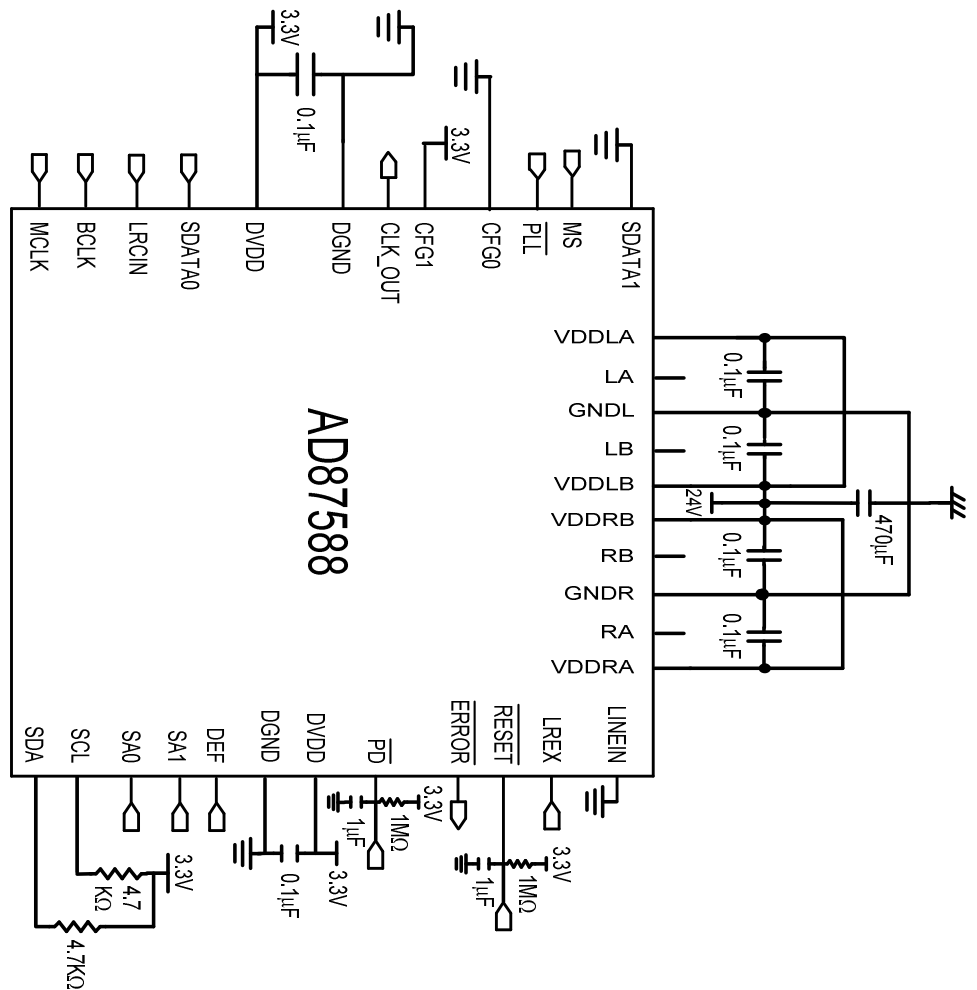 3.3V
0.1µF
3.3V
MCLK
BCLK
LRCIN
SDATA0
DVDD
DGND
CLK_OUT
CFG1
CFG0
PLL
MS
SDATA1
VDDLA
LA
GNDL
LB
VDDLB
VDDRB
RB
GNDR
RA
VDDRA
0.1µF
0.1µF
24V
470µF
0.1µF
0.1µF
AD87588
SDA
SCL
SA0
SA1
DEF
DGND
DVDD
PD
ERROR
RESET
LREX
LINEIN
3.3V
1MΩ
1µF
3.3V
1MΩ
1µF
3.3V
0.1µF
3.3V
4.7
KΩ
4.7KΩ